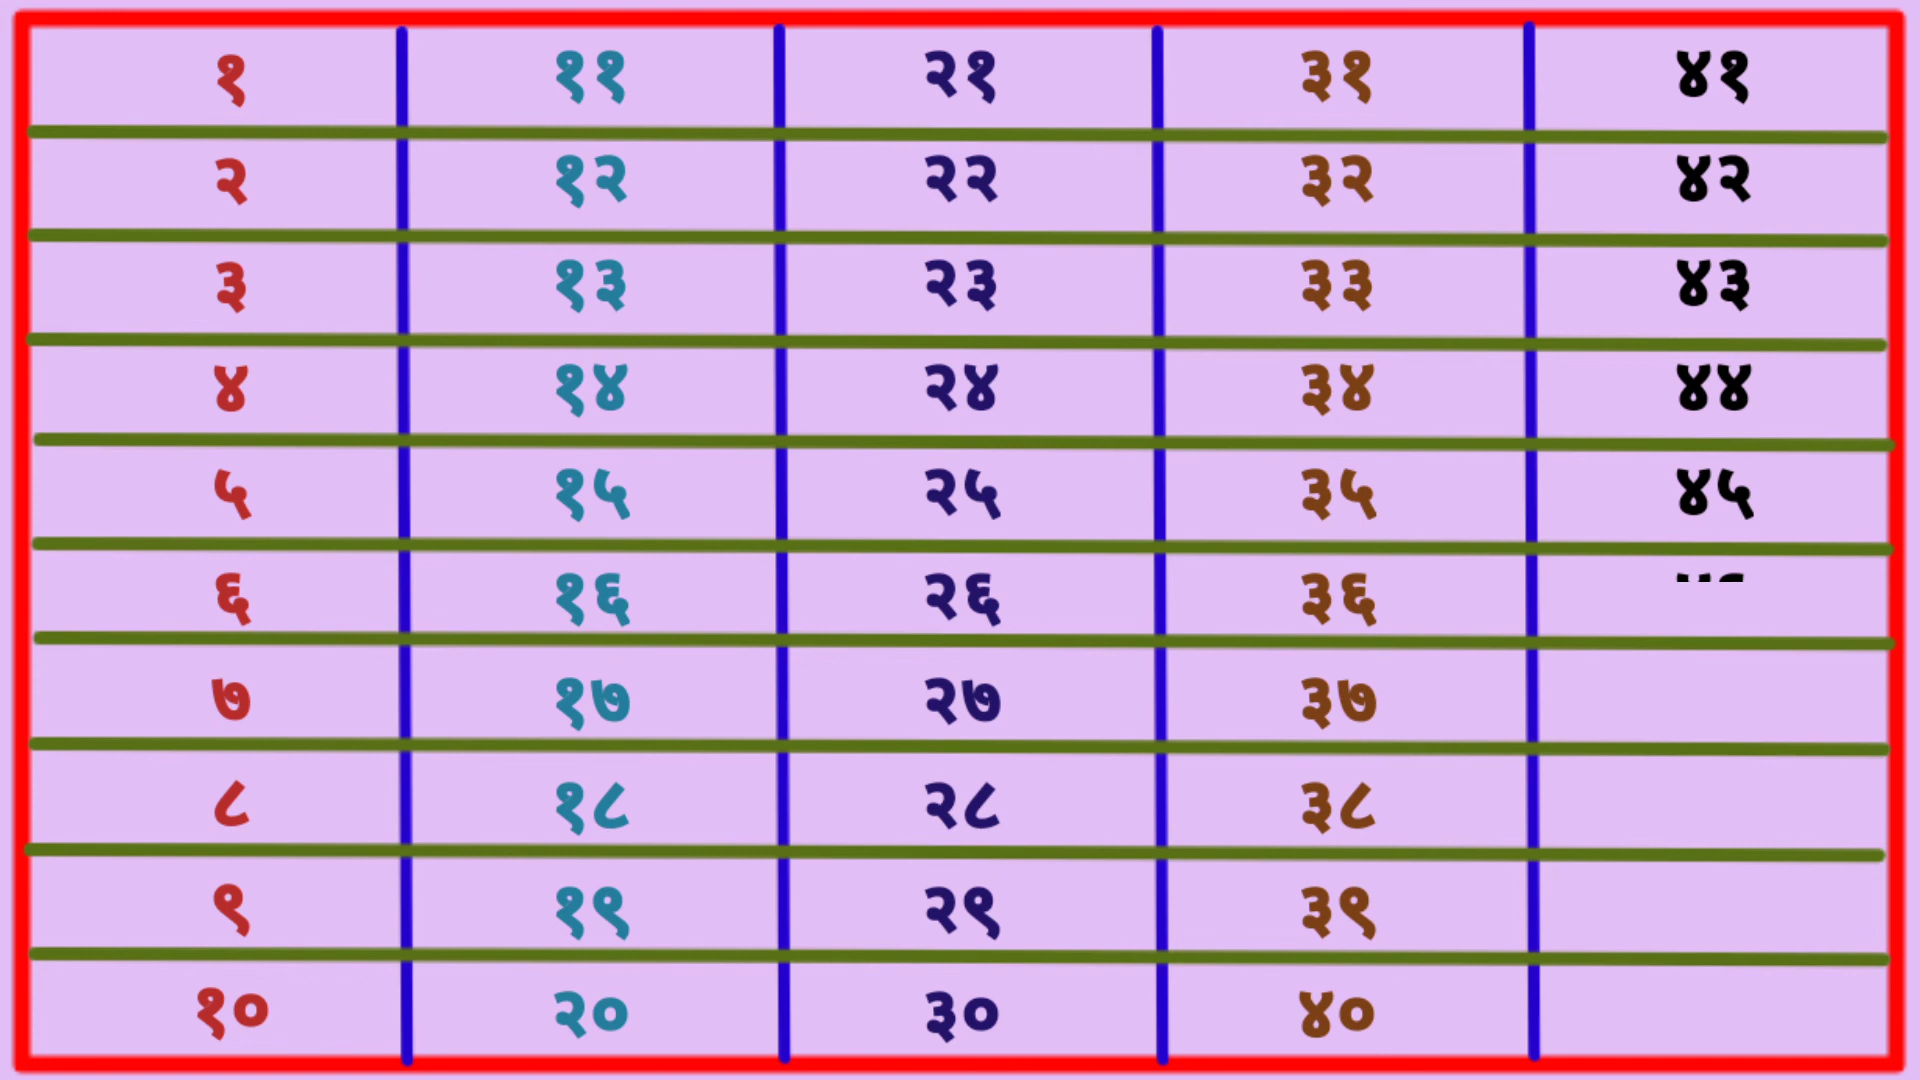 १ ११ २१ ३१ ४१
२ १२ २२ ३२ ४२
३ १३ २३ ३३ ४३
४ १४ २४ ३४ ४४
५ १५ २५ ३५ ४५
६ १६ २६ ३६
७ १७ २७ ३७
८ १८ २८ ३८
९ १९ २९ ३९
१० २० ३० ४०